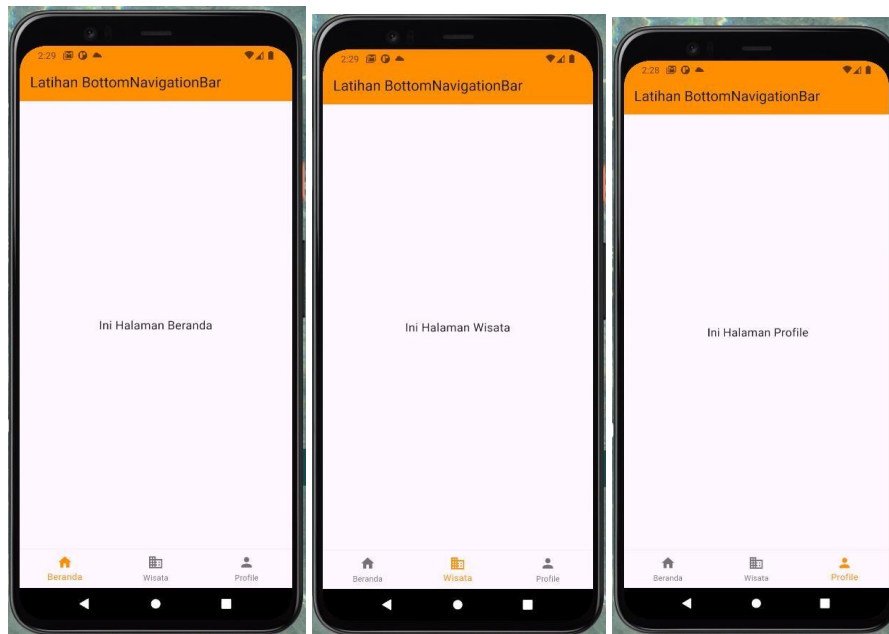 2:29
Latihan BottomNavigationBar
Ini Halaman Beranda
Beranda
Wisata
Profile
2:29
Latihan BottomNavigationBar
Ini Halaman Wisata
Beranda
Wisata
Profile
2:28
Latihan BottomNavigationBar
Ini Halaman Profile
Beranda
Wisata
Profile